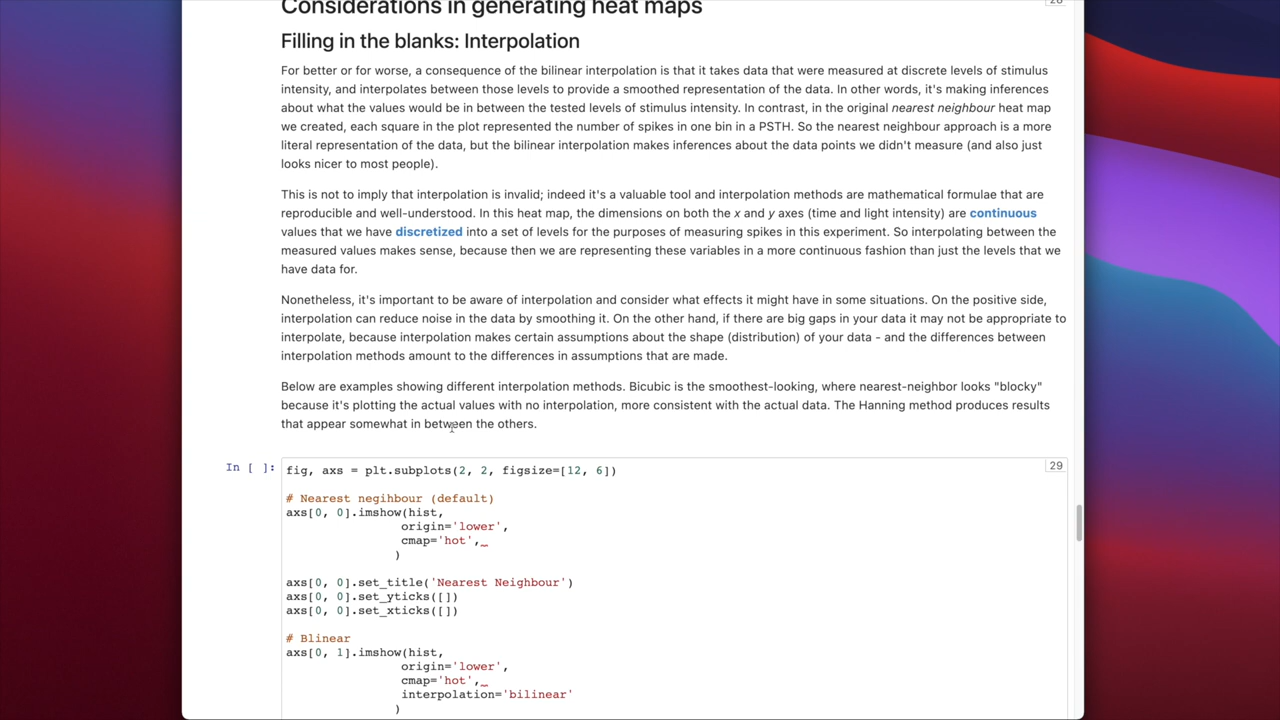 Considerations in generating heat maps
28
Filling in the blanks: Interpolation
For better or for worse, a consequence of the bilinear interpolation is that it takes data that were measured at discrete levels of stimulus
intensity, and interpolates between those levels to provide a smoothed representation of the data. In other words, it's making inferences
about what the values would be in between the tested levels of stimulus intensity. In contrast, in the original nearest neighbour heat map
we created, each square in the plot represented the number of spikes in one bin in a PSTH. So the nearest neighbour approach is a more
literal representation of the data, but the bilinear interpolation makes inferences about the data points we didn't measure (and also just
looks nicer to most people).
This is not to imply that interpolation is invalid; indeed it's a valuable tool and interpolation methods are mathematical formulae that are
reproducible and well-understood. In this heat map, the dimensions on both the x and y axes (time and light intensity) are continuous
values that we have discretized into a set of levels for the purposes of measuring spikes in this experiment. So interpolating between the
measured values makes sense, because then we are representing these variables in a more continuous fashion than just the levels that we
have data for.
Nonetheless, it's important to be aware of interpolation and consider what effects it might have in some situations. On the positive side,
interpolation can reduce noise in the data by smoothing it. On the other hand, if there are big gaps in your data it may not be appropriate to
interpolate, because interpolation makes certain assumptions about the shape (distribution) of your data - and the differences between
interpolation methods amount to the differences in assumptions that are made.
Below are examples showing different interpolation methods. Bicubic is the smoothest-looking, where nearest-neighbor looks "blocky"
because it's plotting the actual values with no interpolation, more consistent with the actual data. The Hanning method produces results
that appear somewhat in between the others.
In [ ]:
29
fig, axs = plt.subplots(2, 2, figsize=[12, 6])
# Nearest negihbour (default)
axs[0, 0].imshow(hist,
origin='lower',
cmap='hot',
)
axs[0, 0].set_title('Nearest Neighbour')
axs[0, 0].set_yticks([])
axs[0, 0].set_xticks([])
# Blinear
axs[0, 1].imshow(hist,
origin='lower',
cmap='hot',
interpolation='bilinear'
)